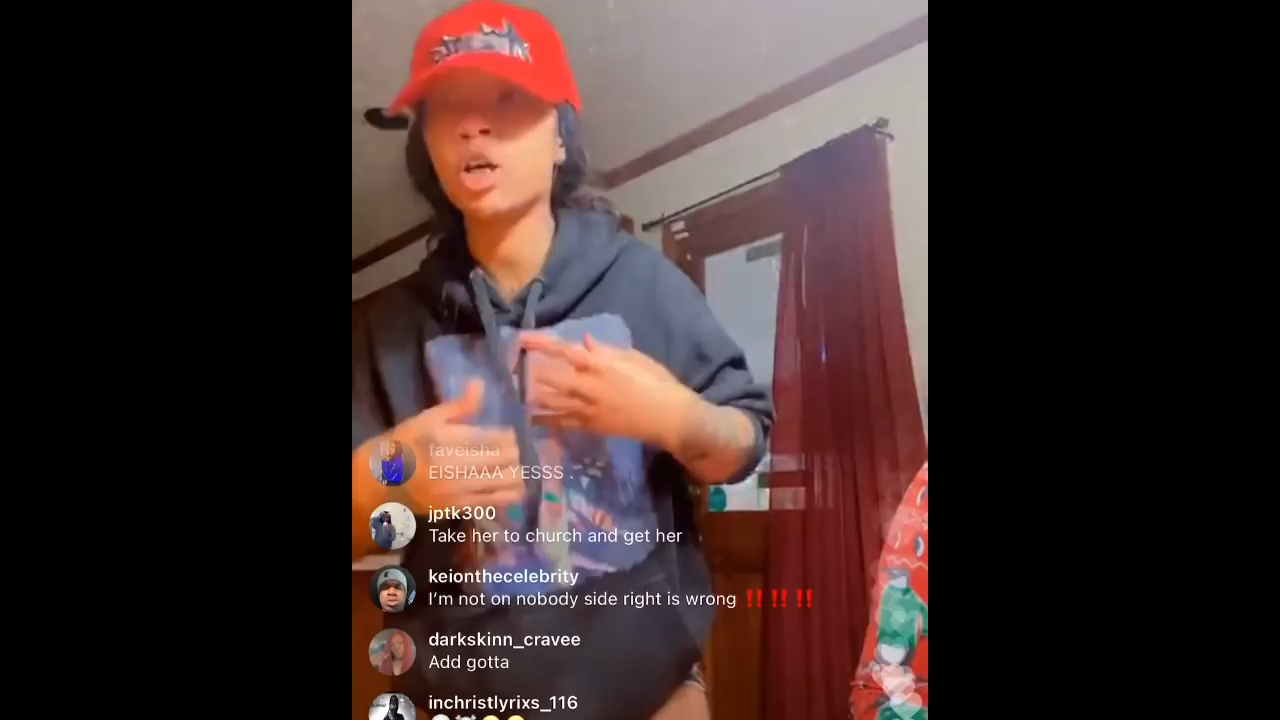 faveisha
EISHAAA YESSS .
jptk300
Take her to church and get her
keionthecelebrity
I’m not on nobody side right is wrong ‼️ ‼️ ‼️
darkskinn_cravee
Add gotta
inchristlyrixs_116